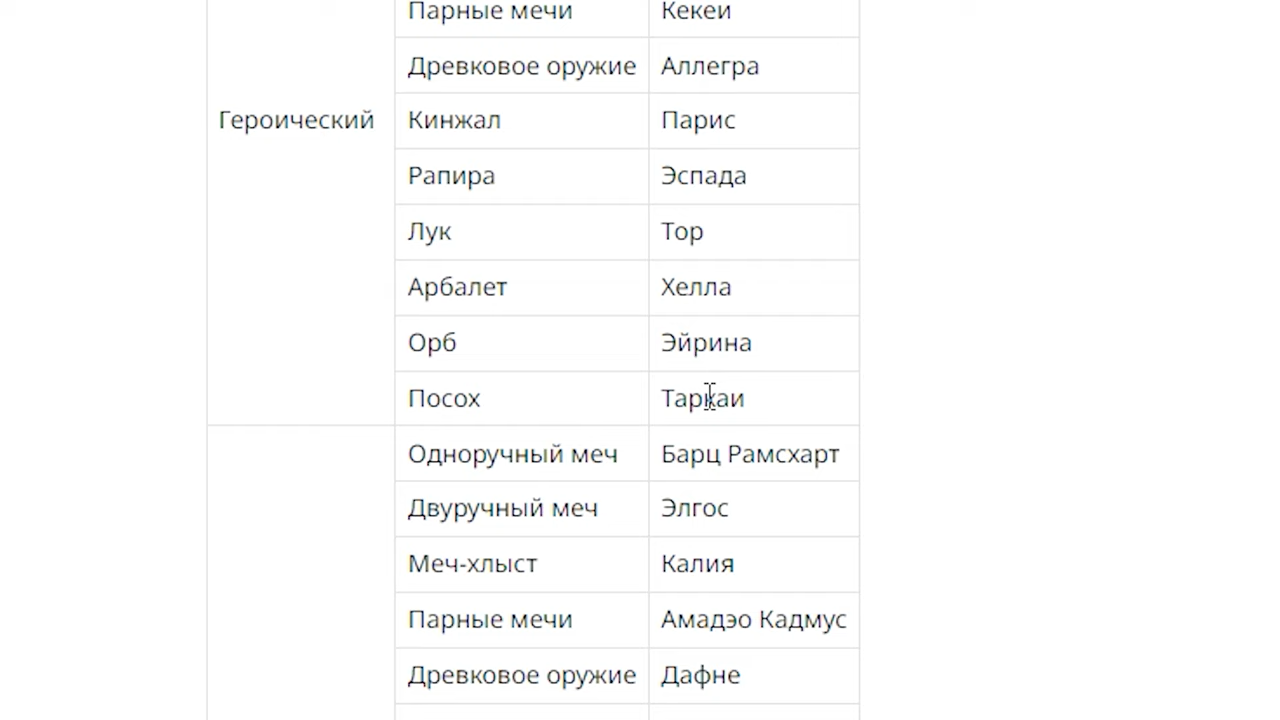 Парные мечи Кекеи
Древковое оружие Аллегра
Героический Кинжал Парис
Рапира Эспада
Лук Тор
Арбалет Хелла
Орб Эйрина
Посох Таркаи
Одноручный меч Барц Рамсхарт
Двуручный меч Элгос
Меч-хлыст Калия
Парные мечи Амадэо Кадмус
Древковое оружие Дафне